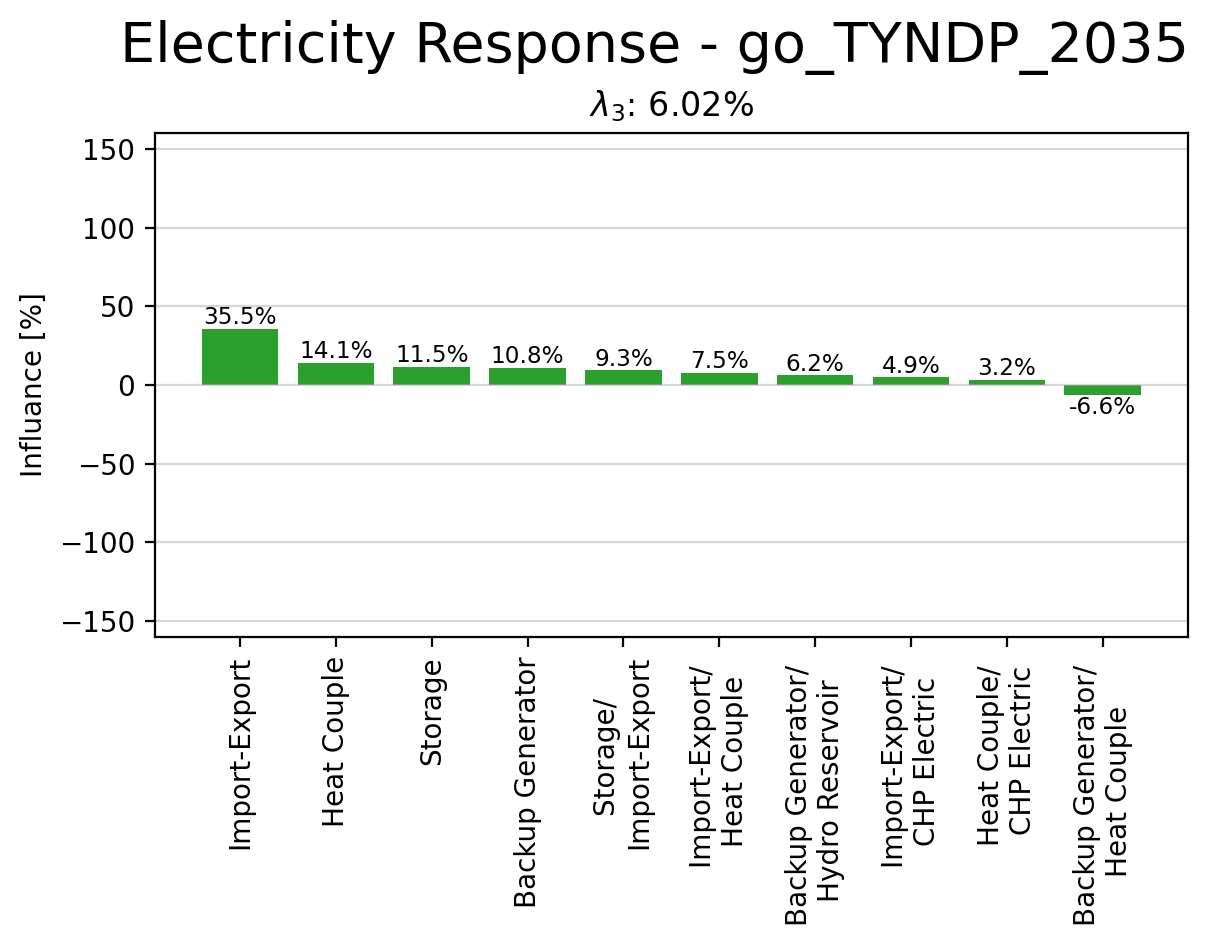 Electricity Response - go_TYNDP_2035
λ3: 6.02%
Influance [%]
150
100
50
0
−50
−100
−150
35.5%
14.1%
11.5%
10.8%
9.3%
7.5%
6.2%
4.9%
3.2%
-6.6%
Import-Export
Heat Couple
Storage
Backup Generator
Storage/
Import-Export
Import-Export/
Heat Couple
Backup Generator/
Hydro Reservoir
Import-Export/
CHP Electric
Heat Couple/
CHP Electric
Backup Generator/
Heat Couple